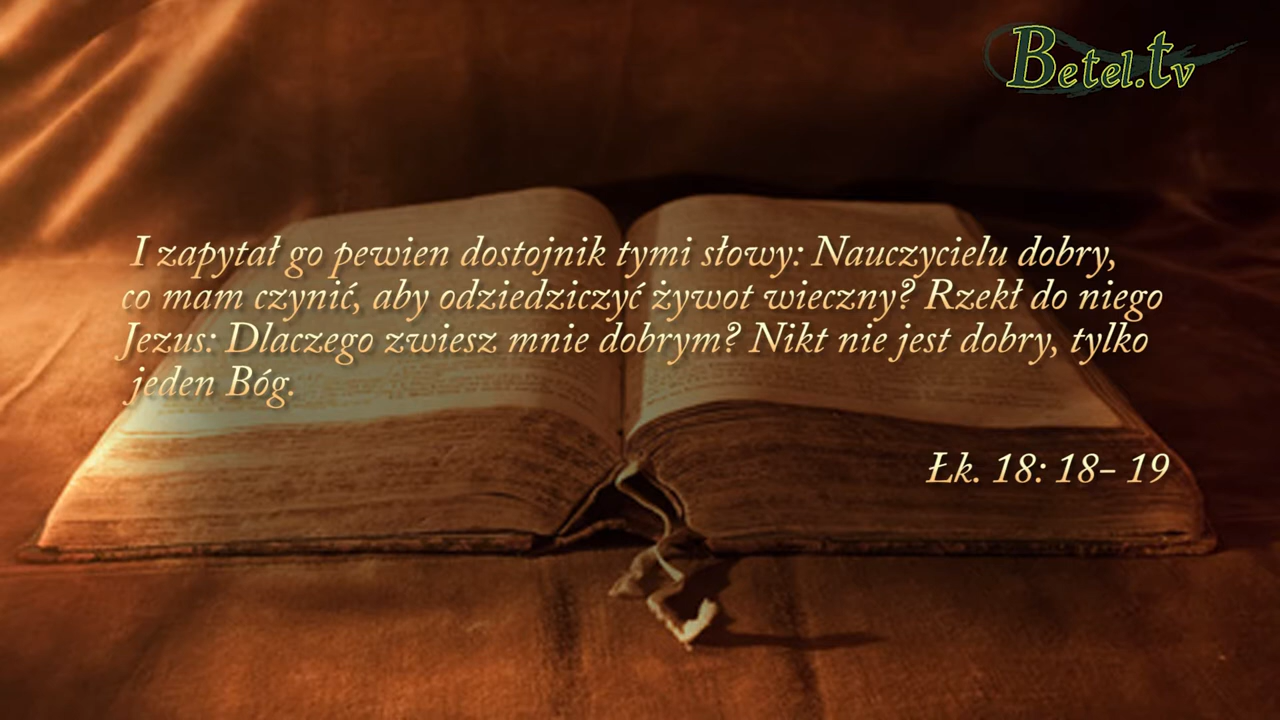 Betel.tv
I zapytał go pewien dostojnik tymi słowy: Nauczycielu dobry,
co mam czynić, aby odziedziczyć żywot wieczny? Rzekł do niego
Jezus: Dlaczego zwiesz mnie dobrym? Nikt nie jest dobry, tylko
jeden Bóg.
Łk. 18: 18- 19